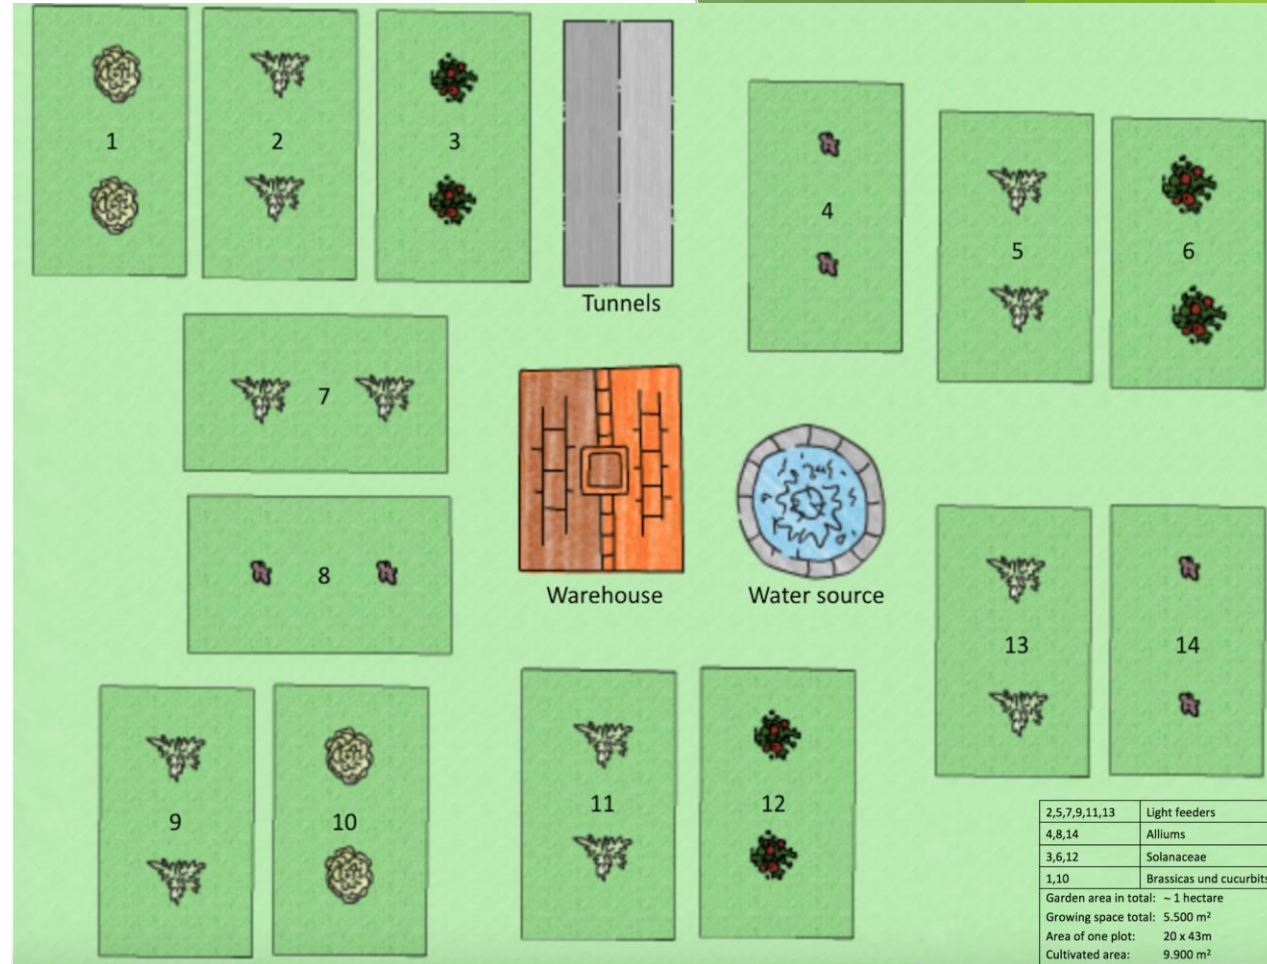 1
2
3
Tunnels
4
5
6
7
8
Warehouse
Water source
9
10
11
12
13
14
2,5,7,9,11,13 Light feeders
4,8,14 Alliums
3,6,12 Solanaceae
1,10 Brassicas und cucurbits
Garden area in total: ~ 1 hectare
Growing space total: 5.500 m²
Area of one plot: 20 x 43m
Cultivated area: 9.900 m²